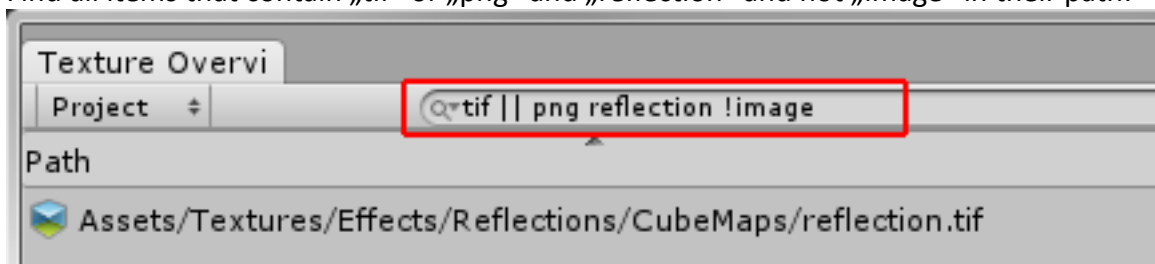 Find all items that contain „tif“ or „png“ and „reflection“ and not „image“ in their path.
Texture Overvi
Project
tif || png reflection !image
Path
Assets/Textures/Effects/Reflections/CubeMaps/reflection.tif